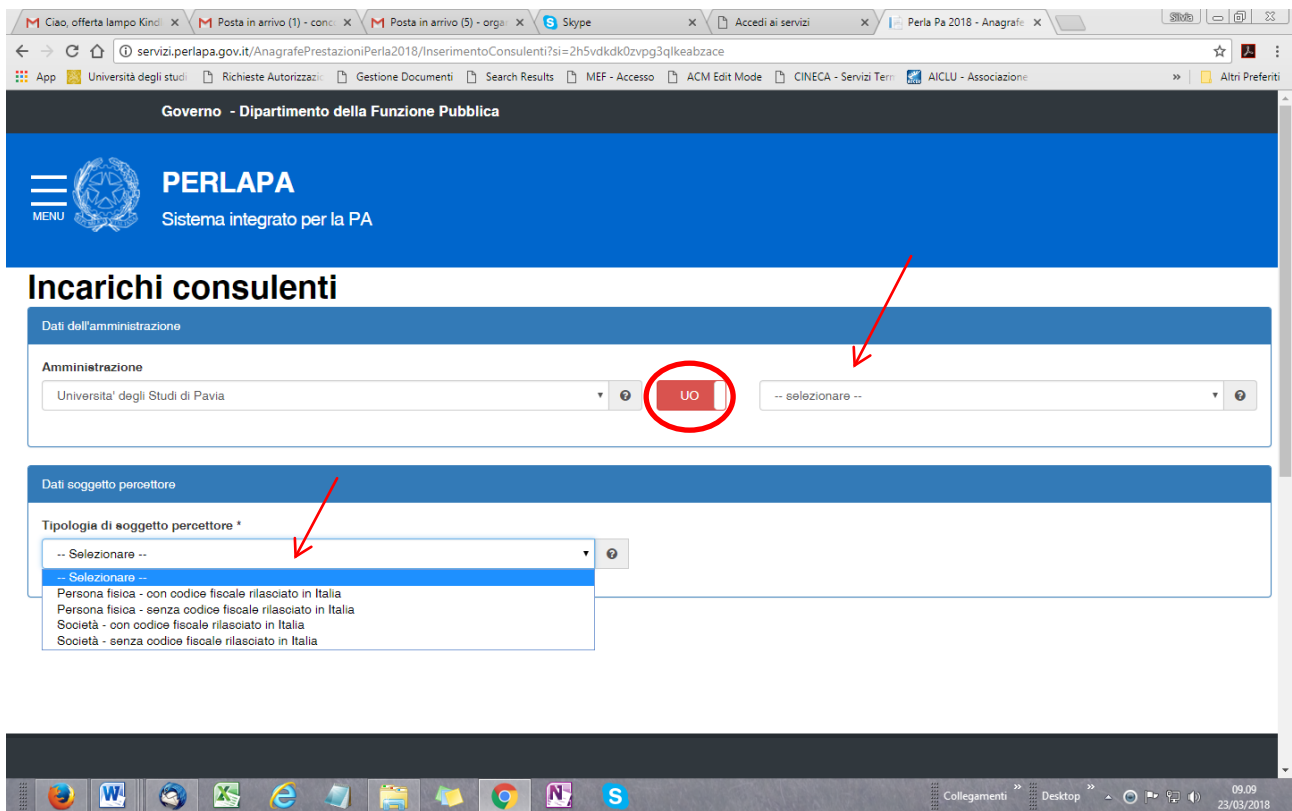 Ciao, offerta lampo Kindl
Posta in arrivo (1) - conc
Posta in arrivo (5) - orga
Skype
Accedi ai servizi
Perla Pa 2018 - Anagrafe
Silvia
servizi.perlapa.gov.it/AnagrafePrestazioniPerla2018/InserimentoConsulenti?si=2h5vdkdk0zvpg3qlkeabzace
App
Università degli studi
Richieste Autorizzazio
Gestione Documenti
Search Results
MEF - Accesso
ACM Edit Mode
CINECA - Servizi Terri
AICLU - Associazione
»
Altri Preferiti
Governo - Dipartimento della Funzione Pubblica
MENU
PERLAPA
Sistema integrato per la PA
Incarichi consulenti
Dati dell'amministrazione
Amministrazione
Universita' degli Studi di Pavia
UO
-- selezionare --
Dati soggetto percettore
Tipologia di soggetto percettore *
-- Selezionare --
-- Selezionare --
Persona fisica - con codice fiscale rilasciato in Italia
Persona fisica - senza codice fiscale rilasciato in Italia
Società - con codice fiscale rilasciato in Italia
Società - senza codice fiscale rilasciato in Italia
Collegamenti »
Desktop »
09.09
23/03/2018